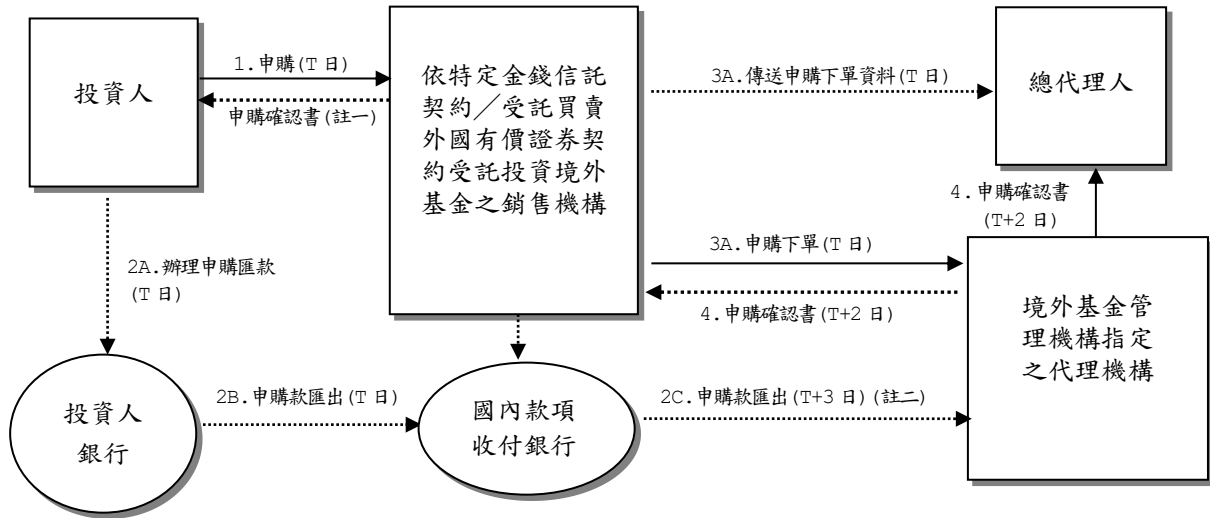 投資人
1.申購(T 日)
申購確認書(註一)
依特定金錢信託
契約／受託買賣
外國有價證券契
約受託投資境外
基金之銷售機構
3A.傳送申購下單資料(T 日)
總代理人
4.申購確認書
(T+2 日)
2A.辦理申購匯款
(T 日)
3A.申購下單(T 日)
4.申購確認書(T+2 日)
境外基金管
理機構指定
之代理機構
投資人
銀行
2B.申購款匯出(T 日)
國內款項
收付銀行
2C.申購款匯出(T+3 日)(註二)